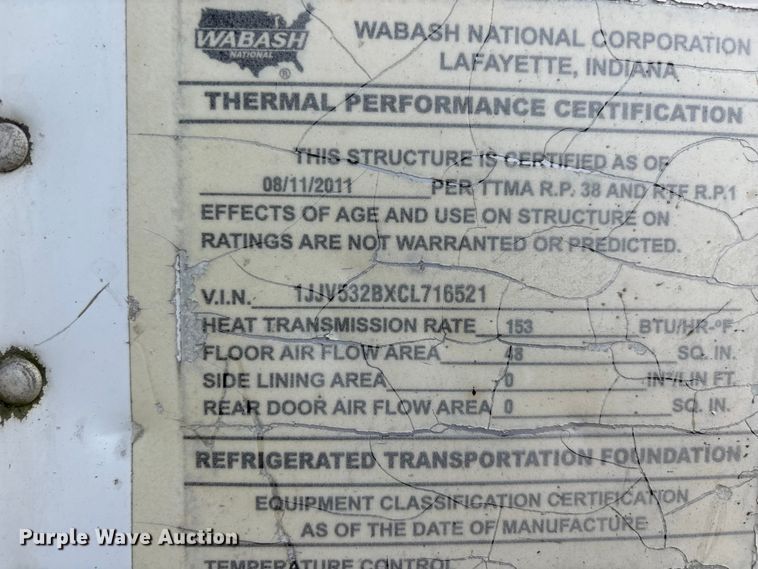 WABASH
NATIONAL
®
WABASH NATIONAL CORPORATION
LAFAYETTE, INDIANA
THERMAL PERFORMANCE CERTIFICATION
THIS STRUCTURE IS CERTIFIED AS OF
08/11/2011 PER TTMA R.P. 38 AND RTF R.P.1
EFFECTS OF AGE AND USE ON STRUCTURE ON
RATINGS ARE NOT WARRANTED OR PREDICTED.
V.I.N. 1JJV532BXCL716521
HEAT TRANSMISSION RATE 153 BTU/HR-ºF
FLOOR AIR FLOW AREA 48 SQ. IN.
SIDE LINING AREA 0 IN²/LIN FT.
REAR DOOR AIR FLOW AREA 0 SQ. IN.
REFRIGERATED TRANSPORTATION FOUNDATION
EQUIPMENT CLASSIFICATION CERTIFICATION
AS OF THE DATE OF MANUFACTURE
TEMPERATURE CONTROL
Purple Wave Auction